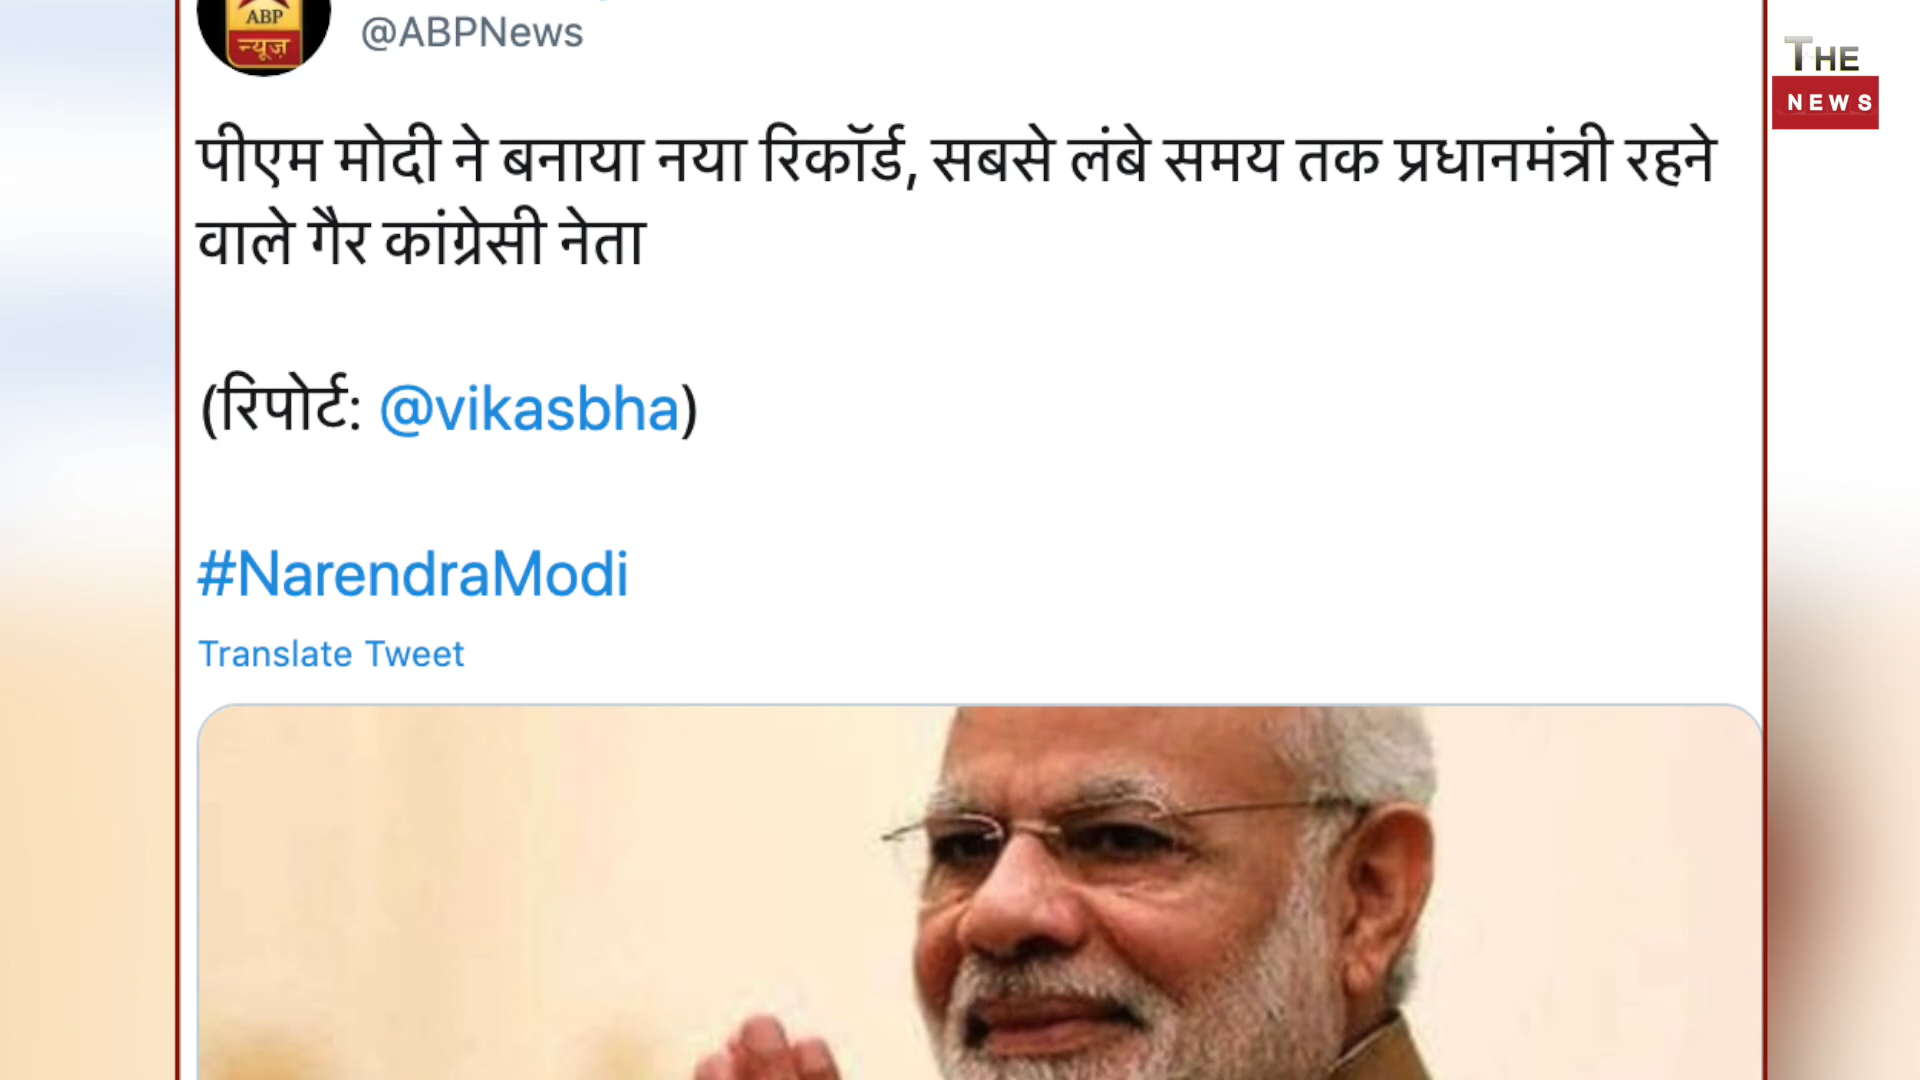 ABP
न्यूज़
@ABPNews
THE
NEWS
पीएम मोदी ने बनाया नया रिकॉर्ड, सबसे लंबे समय तक प्रधानमंत्री रहने
वाले गैर कांग्रेसी नेता
(रिपोर्ट: @vikasbha)
#NarendraModi
Translate Tweet